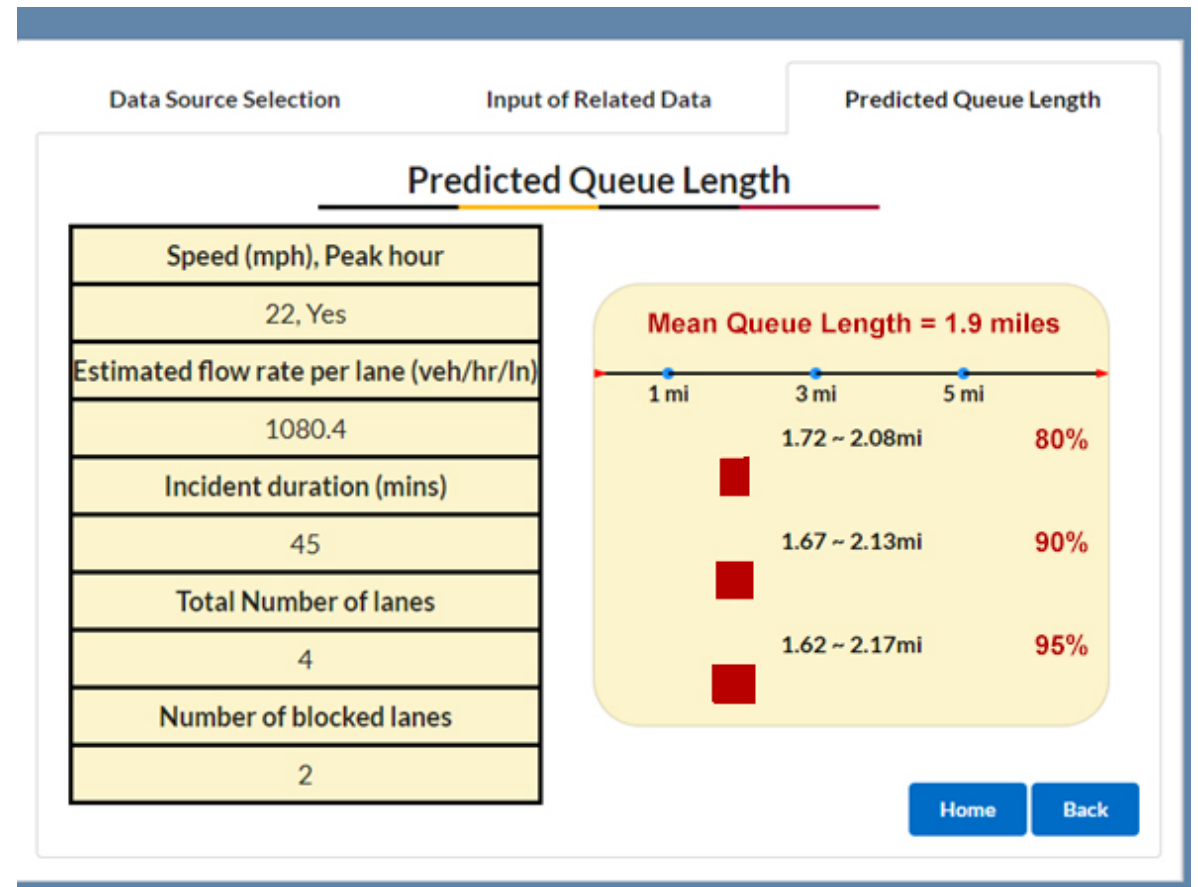 Data Source Selection
Input of Related Data
Predicted Queue Length
Predicted Queue Length
Speed (mph), Peak hour
22, Yes
Estimated flow rate per lane (veh/hr/ln)
1080.4
Incident duration (mins)
45
Total Number of lanes
4
Number of blocked lanes
2
Mean Queue Length = 1.9 miles
1 mi 3 mi 5 mi
1.72 ~ 2.08mi 80%
1.67 ~ 2.13mi 90%
1.62 ~ 2.17mi 95%
Home
Back